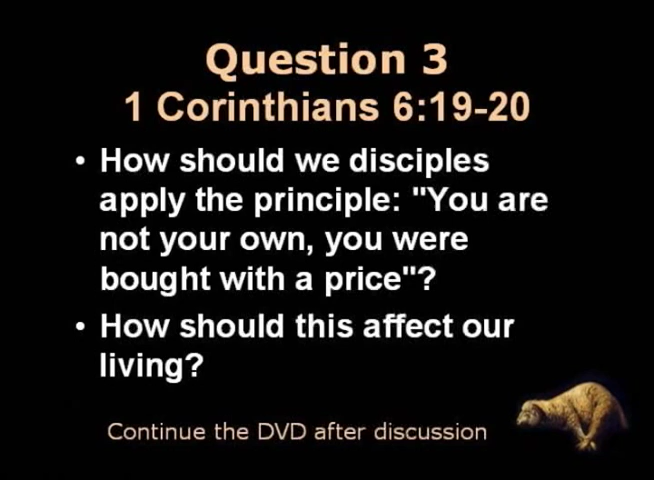 Question 3
1 Corinthians 6:19-20
• How should we disciples
apply the principle: "You are
not your own, you were
bought with a price"?
• How should this affect our
living?
Continue the DVD after discussion